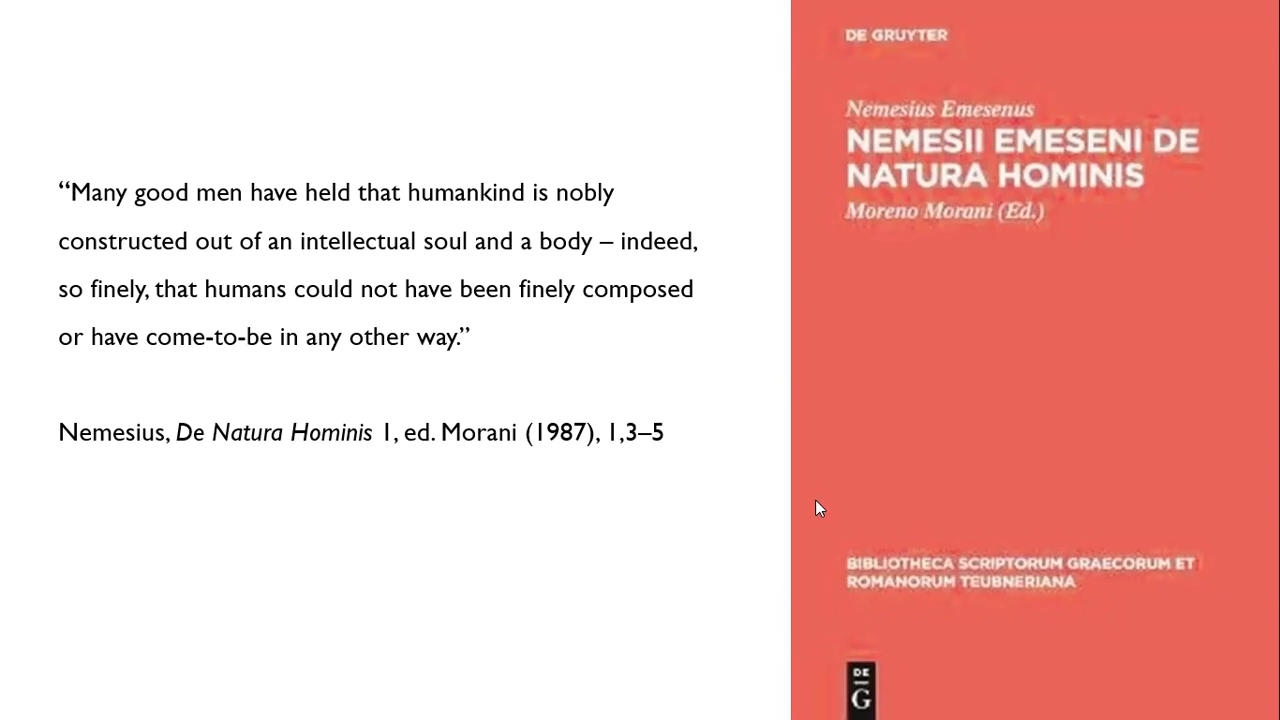 “Many good men have held that humankind is nobly
constructed out of an intellectual soul and a body – indeed,
so finely, that humans could not have been finely composed
or have come-to-be in any other way.”
Nemesius, De Natura Hominis 1, ed. Morani (1987), 1,3–5
DE GRUYTER
Nemesius Emesenus
NEMESII EMESENI DE
NATURA HOMINIS
Moreno Morani (Ed.)
BIBLIOTHECA SCRIPTORUM GRAECORUM ET
ROMANORUM TEUBNERIANA
DE
G